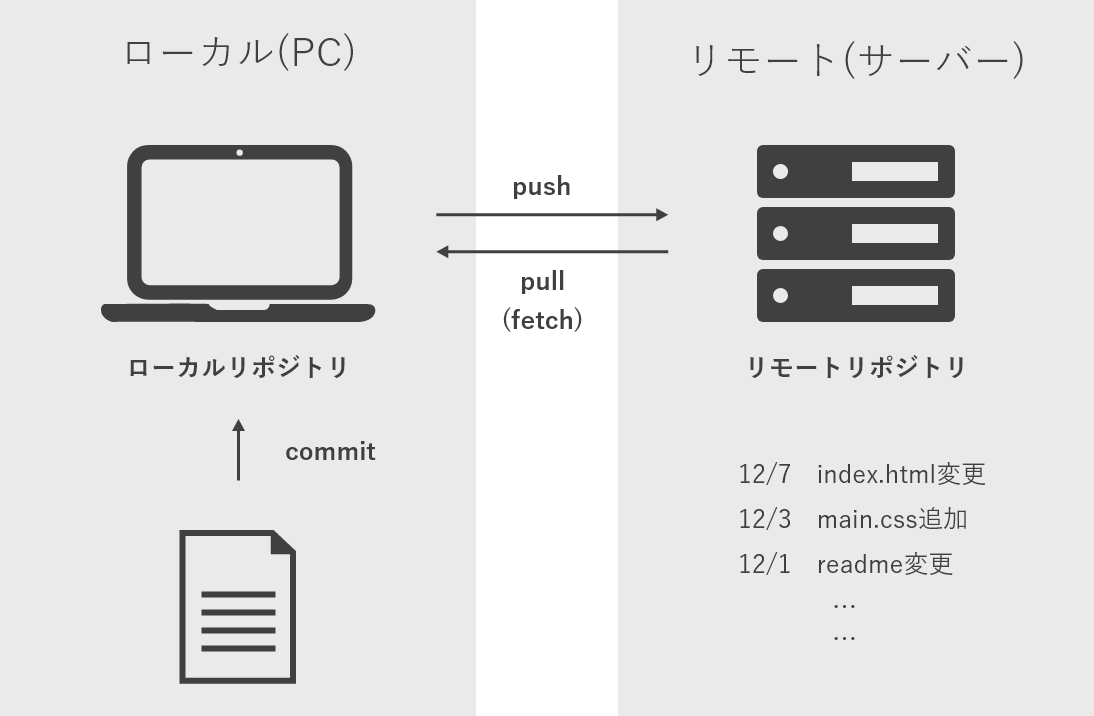 ローカル(PC)
リモート(サーバー)
push
pull
(fetch)
ローカルリポジトリ
リモートリポジトリ
commit
12/7 index.html変更
12/3 main.css追加
12/1 readme変更
…
…